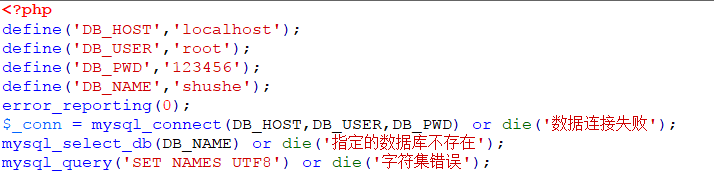 <?php
define('DB_HOST','localhost');
define('DB_USER','root');
define('DB_PWD','123456');
define('DB_NAME','shushe');
error_reporting(0);
$_conn = mysql_connect(DB_HOST,DB_USER,DB_PWD) or die('数据连接失败');
mysql_select_db(DB_NAME) or die('指定的数据库不存在');
mysql_query('SET NAMES UTF8') or die('字符集错误');